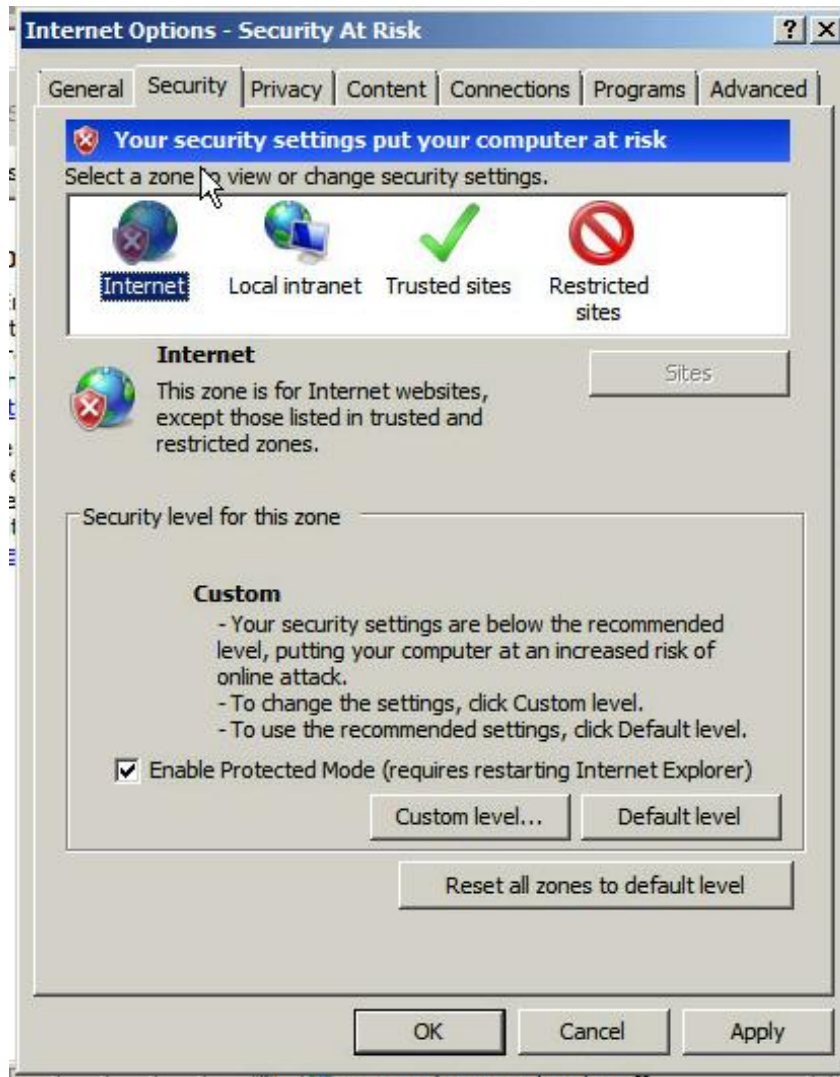 Internet Options - Security At Risk
General Security Privacy Content Connections Programs Advanced
Your security settings put your computer at risk
Select a zone to view or change security settings.
Internet Local intranet Trusted sites Restricted
sites
Internet
Sites
This zone is for Internet websites,
except those listed in trusted and
restricted zones.
Security level for this zone
Custom
- Your security settings are below the recommended
level, putting your computer at an increased risk of
online attack.
- To change the settings, click Custom level.
- To use the recommended settings, click Default level.
Enable Protected Mode (requires restarting Internet Explorer)
Custom level... Default level
Reset all zones to default level
OK Cancel Apply